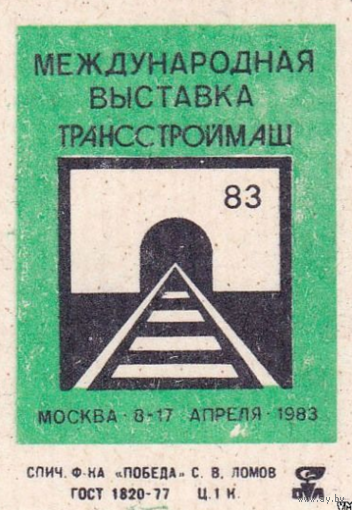 МЕЖДУНАРОДНАЯ
ВЫСТАВКА
ТРАНССТРОЙМАШ
83
МОСКВА · 8-17 АПРЕЛЯ · 1983
СПИЧ. Ф-КА «ПОБЕДА» С. В. ЛОМОВ
ГОСТ 1820-77 Ц. 1 К.